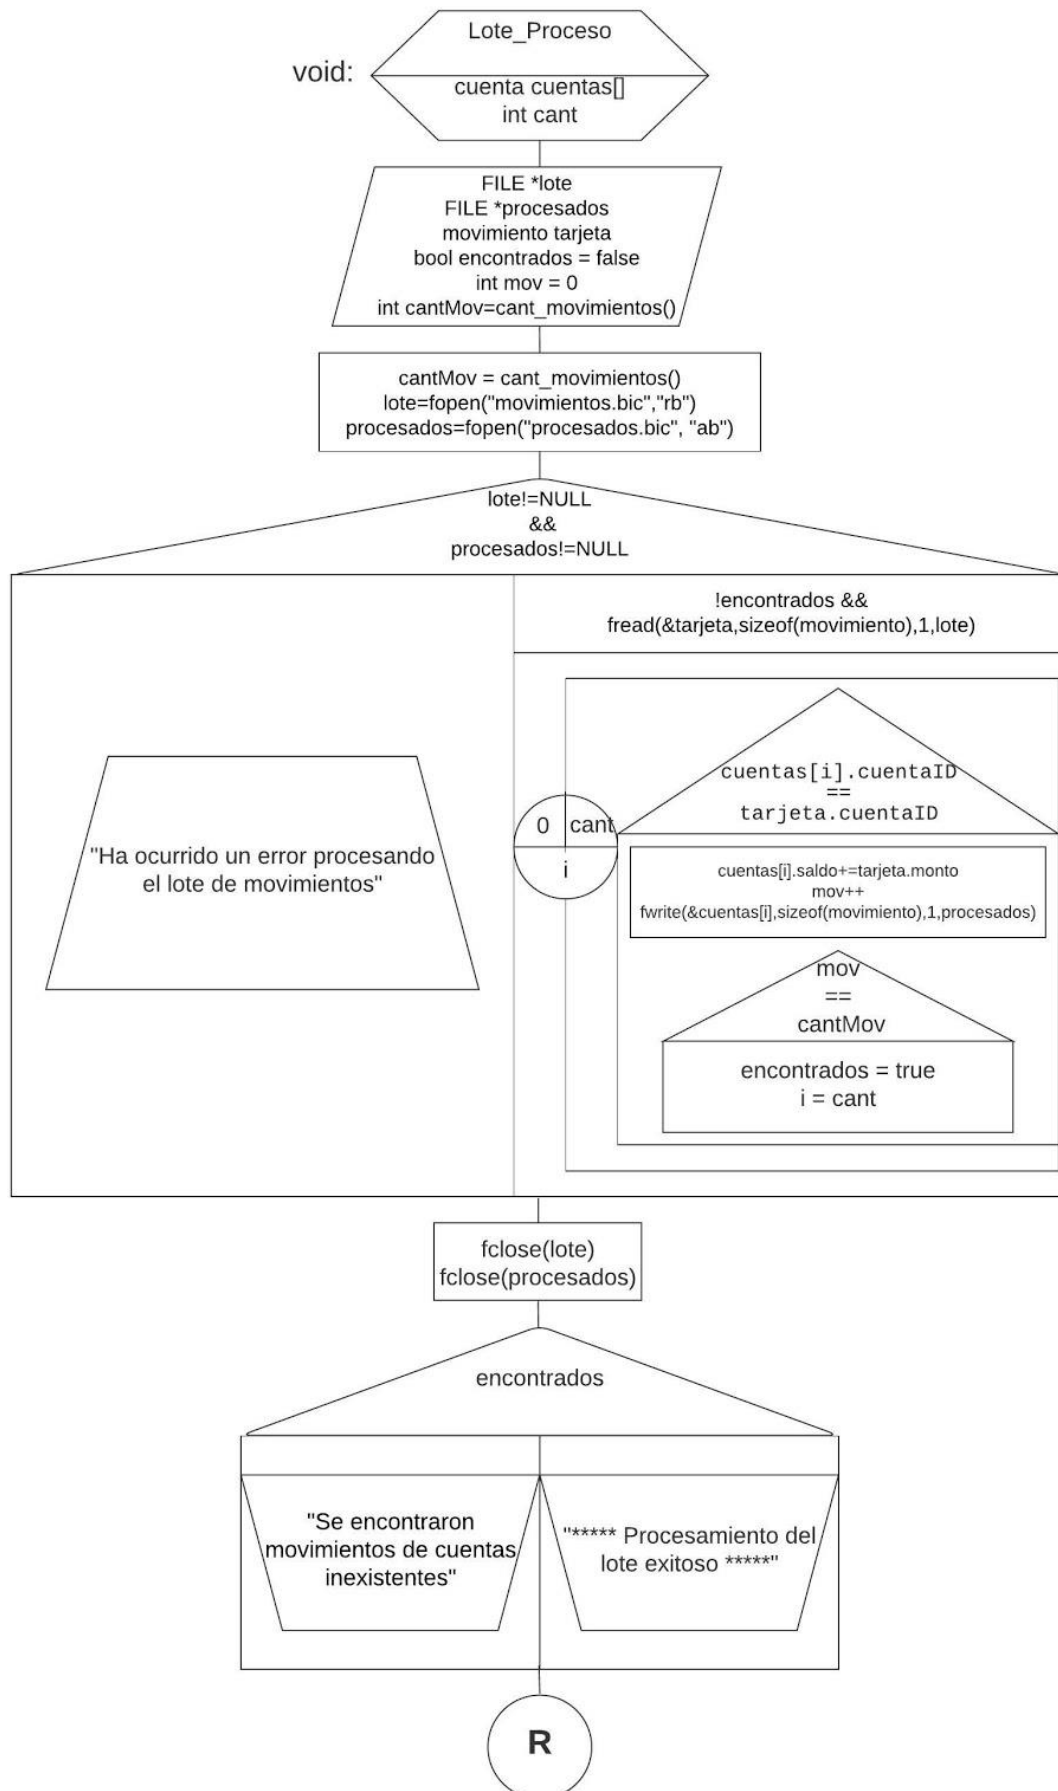 Lote_Proceso
void:
cuenta cuentas[]
int cant
FILE *lote
FILE *procesados
movimiento tarjeta
bool encontrados = false
int mov = 0
int cantMov=cant_movimientos()
cantMov = cant_movimientos()
lote=fopen("movimientos.bic","rb")
procesados=fopen("procesados.bic", "ab")
lote!=NULL
&&
procesados!=NULL
"Ha ocurrido un error procesando
el lote de movimientos"
!encontrados &&
fread(&tarjeta,sizeof(movimiento),1,lote)
0
cant
i
cuentas[i].cuentaID
==
tarjeta.cuentaID
cuentas[i].saldo+=tarjeta.monto
mov++
fwrite(&cuentas[i],sizeof(movimiento),1,procesados)
mov
==
cantMov
encontrados = true
i = cant
fclose(lote)
fclose(procesados)
encontrados
"Se encontraron
movimientos de cuentas
inexistentes"
"***** Procesamiento del
lote exitoso *****"
R